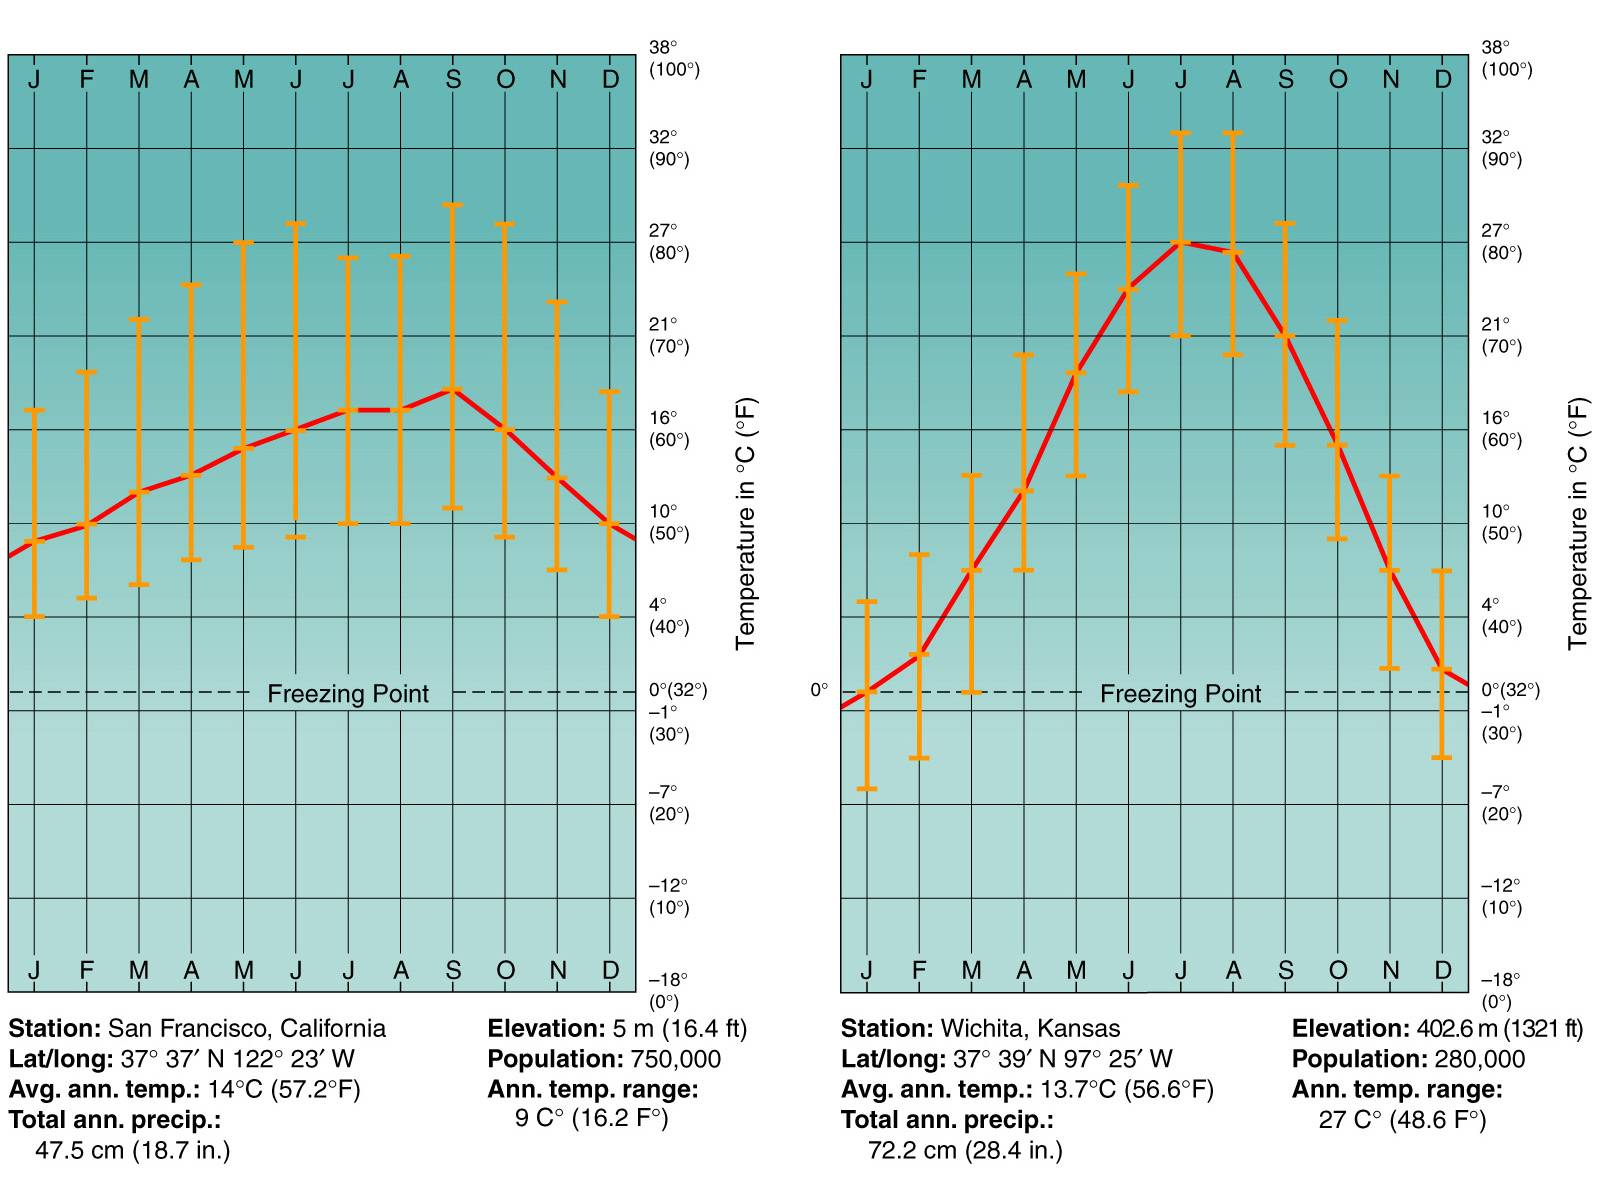 J F M A M J J A S O N D
38°
(100°)
32°
(90°)
27°
(80°)
21°
(70°)
16°
(60°)
10°
(50°)
4°
(40°)
Freezing Point
0°(32°)
–1°
(30°)
–7°
(20°)
–12°
(10°)
–18°
(0°)
J F M A M J J A S O N D
Temperature in °C (°F)
Station: San Francisco, California
Lat/long: 37° 37′ N 122° 23′ W
Avg. ann. temp.: 14°C (57.2°F)
Total ann. precip.:
47.5 cm (18.7 in.)
Elevation: 5 m (16.4 ft)
Population: 750,000
Ann. temp. range:
9 C° (16.2 F°)
J F M A M J J A S O N D
38°
(100°)
32°
(90°)
27°
(80°)
21°
(70°)
16°
(60°)
10°
(50°)
4°
(40°)
0°
Freezing Point
0°(32°)
–1°
(30°)
–7°
(20°)
–12°
(10°)
–18°
(0°)
J F M A M J J A S O N D
Temperature in °C (°F)
Station: Wichita, Kansas
Lat/long: 37° 39′ N 97° 25′ W
Avg. ann. temp.: 13.7°C (56.6°F)
Total ann. precip.:
72.2 cm (28.4 in.)
Elevation: 402.6 m (1321 ft)
Population: 280,000
Ann. temp. range:
27 C° (48.6 F°)